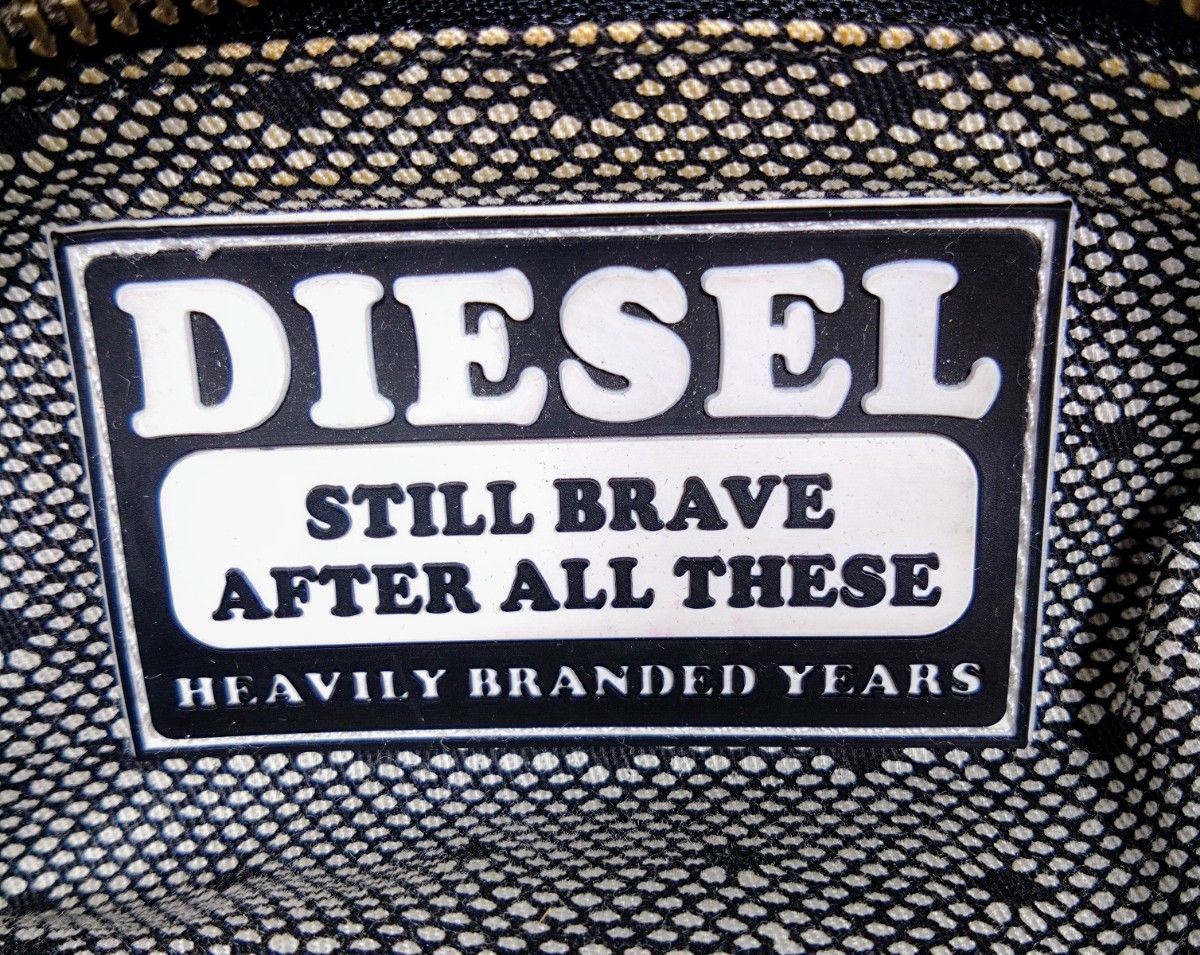 DIESEL
STILL BRAVE
AFTER ALL THESE
HEAVILY BRANDED YEARS